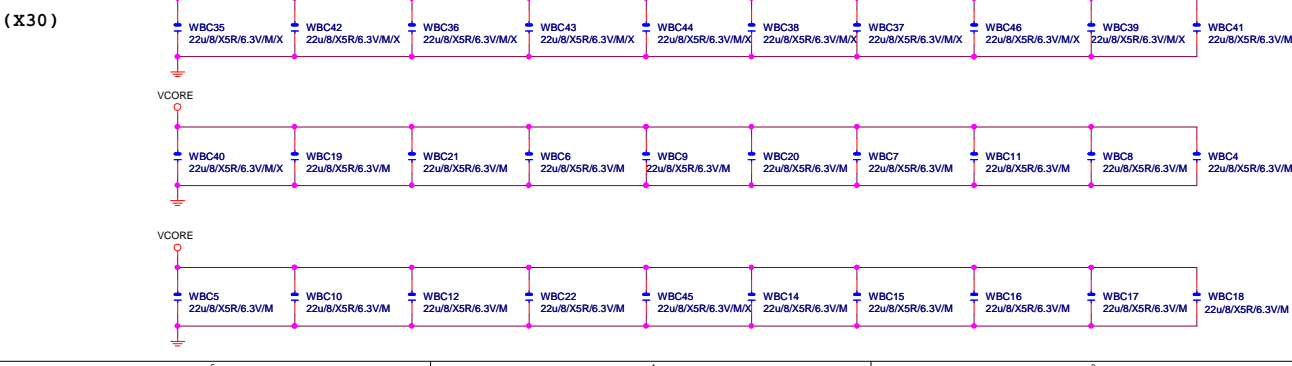 (X30)
WBC35 WBC42 WBC36 WBC43 WBC44 WBC38 WBC37 WBC46 WBC39 WBC41
22u/8/X5R/6.3V/M/X 22u/8/X5R/6.3V/M/X 22u/8/X5R/6.3V/M/X 22u/8/X5R/6.3V/M/X 22u/8/X5R/6.3V/M/X 22u/8/X5R/6.3V/M/X 22u/8/X5R/6.3V/M/X 22u/8/X5R/6.3V/M/X 22u/8/X5R/6.3V/M/X 22u/8/X5R/6.3V/M
VCORE
WBC40 WBC19 WBC21 WBC6 WBC9 WBC20 WBC7 WBC11 WBC8 WBC4
22u/8/X5R/6.3V/M/X 22u/8/X5R/6.3V/M 22u/8/X5R/6.3V/M 22u/8/X5R/6.3V/M 22u/8/X5R/6.3V/M 22u/8/X5R/6.3V/M 22u/8/X5R/6.3V/M 22u/8/X5R/6.3V/M 22u/8/X5R/6.3V/M 22u/8/X5R/6.3V/M
VCORE
WBC5 WBC10 WBC12 WBC22 WBC45 WBC14 WBC15 WBC16 WBC17 WBC18
22u/8/X5R/6.3V/M 22u/8/X5R/6.3V/M 22u/8/X5R/6.3V/M 22u/8/X5R/6.3V/M 22u/8/X5R/6.3V/M/X 22u/8/X5R/6.3V/M 22u/8/X5R/6.3V/M 22u/8/X5R/6.3V/M 22u/8/X5R/6.3V/M 22u/8/X5R/6.3V/M